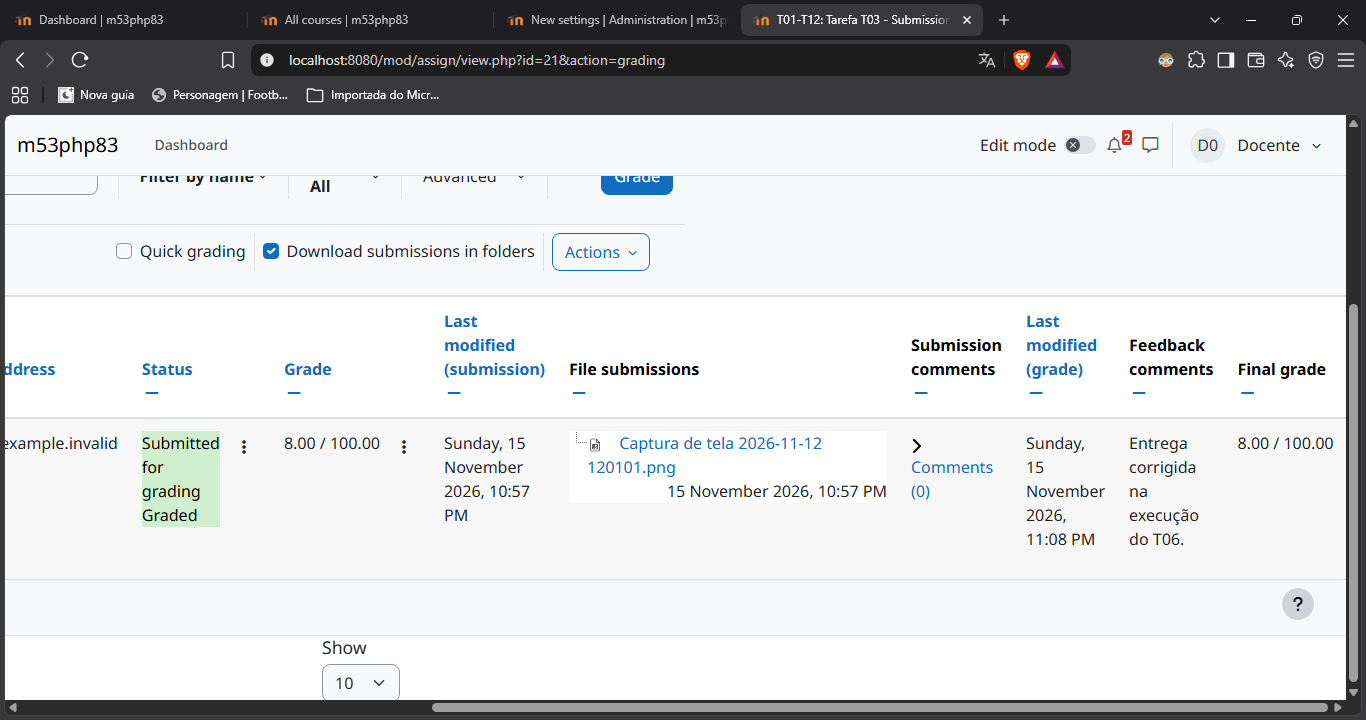 Dashboard | m53php83
All courses | m53php83
New settings | Administration | m53p
T01-T12: Tarefa T03 - Submission
localhost:8080/mod/assign/view.php?id=21&action=grading
Nova guia
Personagem | Footb...
Importada do Micr...
m53php83
Dashboard
Edit mode
2
D0
Docente
Filter by name
All
Advanced
Grade
Quick grading
Download submissions in folders
Actions
ddress
Status
Grade
Last
modified
(submission)
File submissions
Submission
comments
Last
modified
(grade)
Feedback
comments
Final grade
example.invalid
Submitted
for
grading
Graded
8.00 / 100.00
Sunday, 15
November
2026, 10:57
PM
Captura de tela 2026-11-12
120101.png
15 November 2026, 10:57 PM
Comments
(0)
Sunday,
15
November
2026,
11:08 PM
Entrega
corrigida
na
execução
do T06.
8.00 / 100.00
?
Show
10